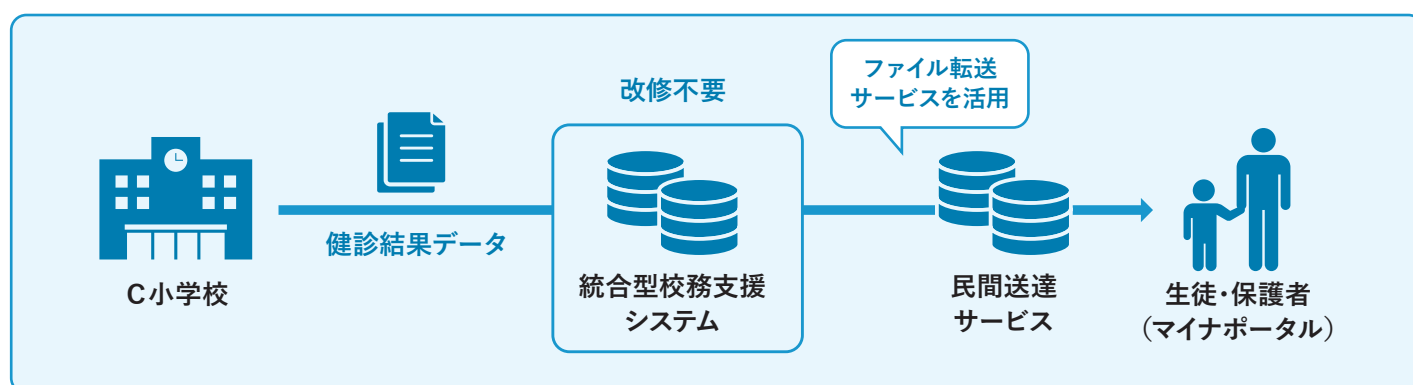 ファイル転送
サービスを活用
改修不要
健診結果データ
C小学校
統合型校務支援
システム
民間送達
サービス
生徒・保護者
（マイナポータル）